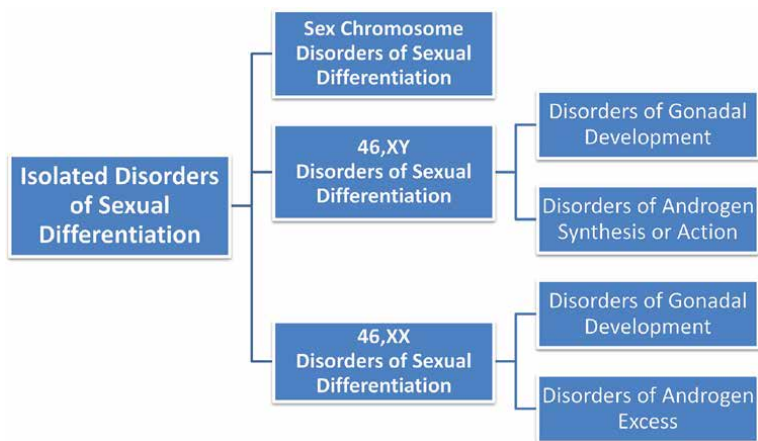 Isolated Disorders
of Sexual
Differentiation
Sex Chromosome
Disorders of Sexual
Differentiation
46,XY
Disorders of Sexual
Differentiation
Disorders of Gonadal
Development
Disorders of Androgen
Synthesis or Action
46,XX
Disorders of Sexual
Differentiation
Disorders of Gonadal
Development
Disorders of Androgen
Excess